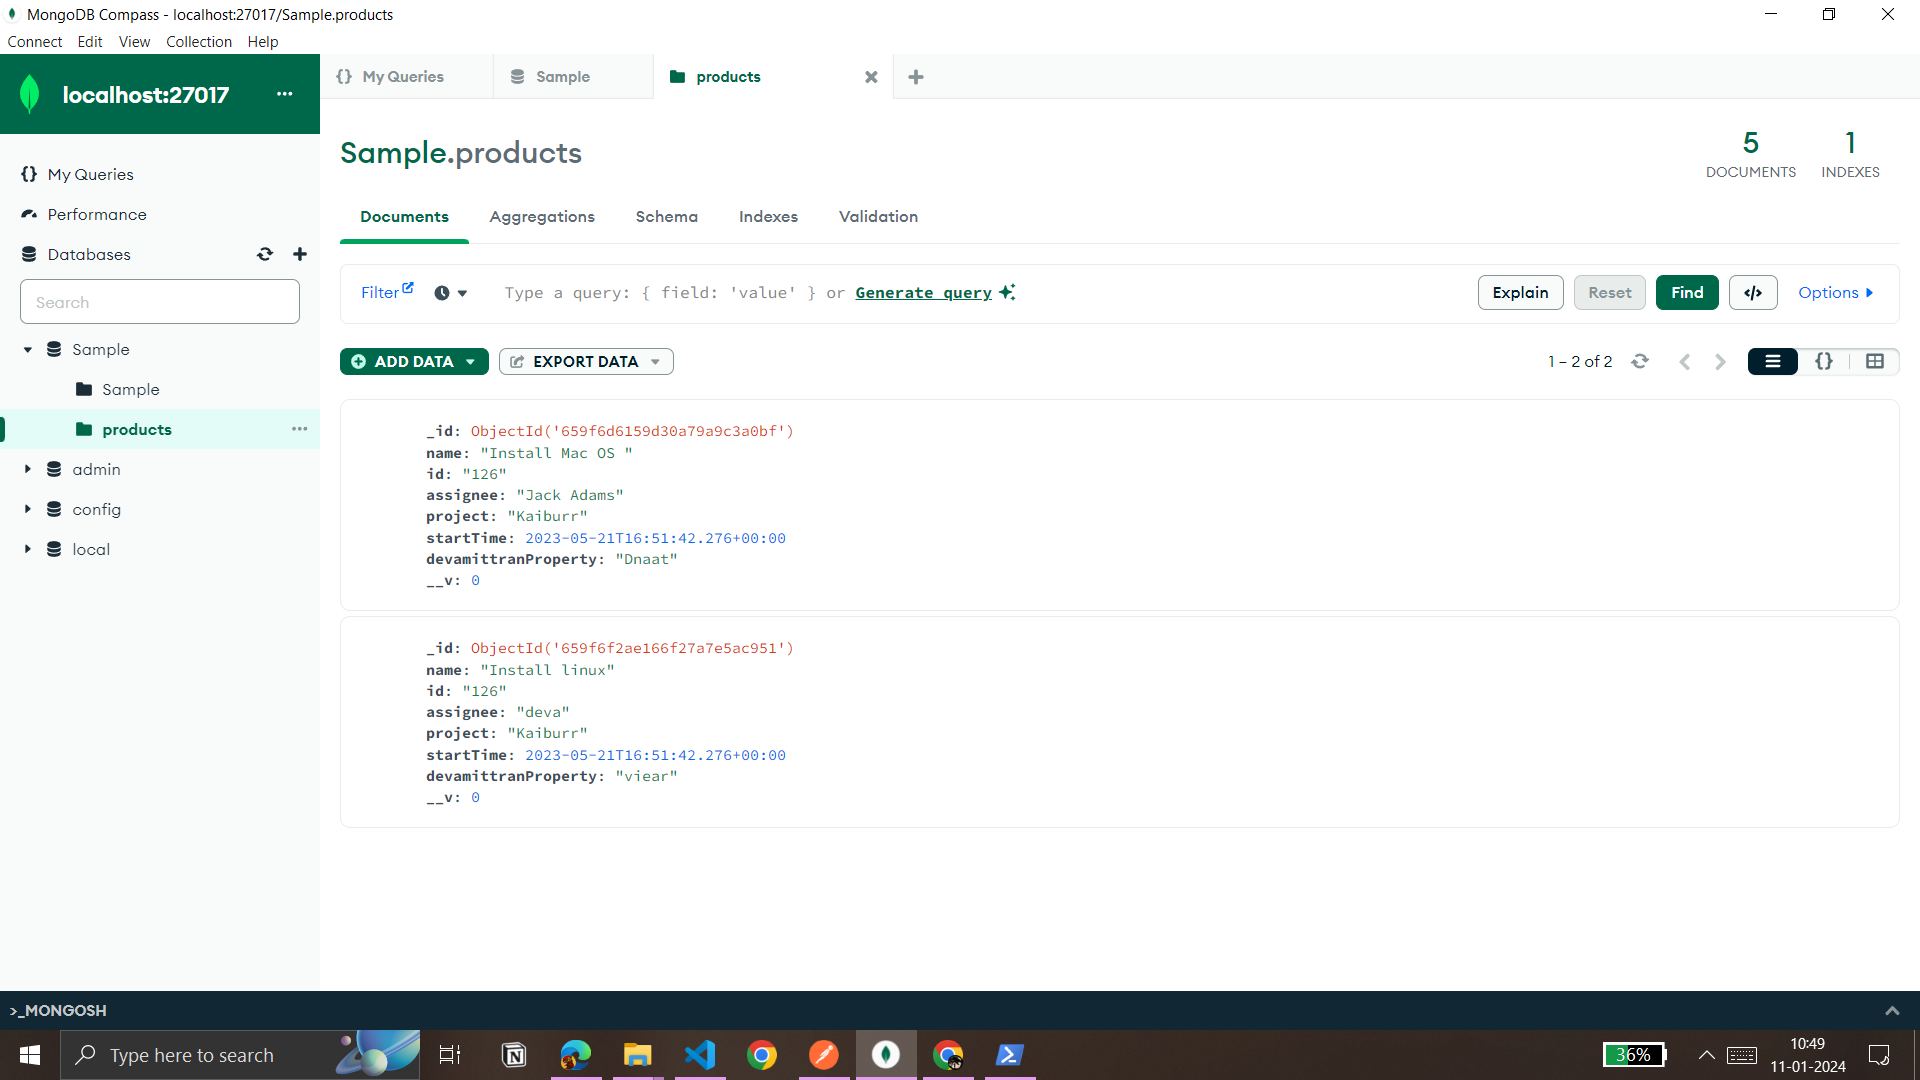 MongoDB Compass - localhost:27017/Sample.products
Connect Edit View Collection Help
localhost:27017 ...
{} My Queries
Sample
products
Sample.products
5
DOCUMENTS
1
INDEXES
{} My Queries
Performance
Databases
Search
Sample
Sample
products
admin
config
local
Documents Aggregations Schema Indexes Validation
Filter
Type a query: { field: 'value' } or Generate query
Explain Reset Find </> Options
ADD DATA EXPORT DATA
1 – 2 of 2
{}
_id: ObjectId('659f6d6159d30a79a9c3a0bf')
name: "Install Mac OS "
id: "126"
assignee: "Jack Adams"
project: "Kaiburr"
startTime: 2023-05-21T16:51:42.276+00:00
devamittranProperty: "Dnaat"
__v: 0
_id: ObjectId('659f6f2ae166f27a7e5ac951')
name: "Install linux"
id: "126"
assignee: "deva"
project: "Kaiburr"
startTime: 2023-05-21T16:51:42.276+00:00
devamittranProperty: "viear"
__v: 0
>_MONGOSH
Type here to search
36%
10:49
11-01-2024